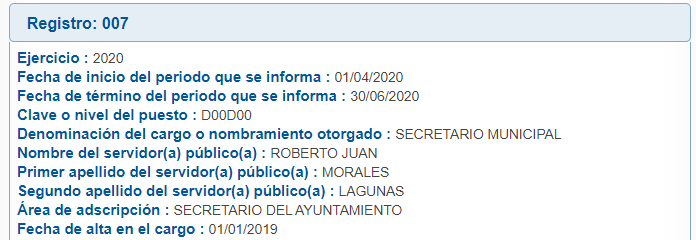 Registro: 007
Ejercicio : 2020
Fecha de inicio del periodo que se informa : 01/04/2020
Fecha de término del periodo que se informa : 30/06/2020
Clave o nivel del puesto : D00D00
Denominación del cargo o nombramiento otorgado : SECRETARIO MUNICIPAL
Nombre del servidor(a) público(a) : ROBERTO JUAN
Primer apellido del servidor(a) público(a) : MORALES
Segundo apellido del servidor(a) público(a) : LAGUNAS
Área de adscripción : SECRETARIO DEL AYUNTAMIENTO
Fecha de alta en el cargo : 01/01/2019